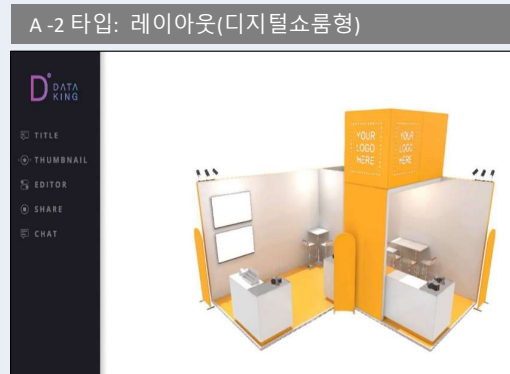 A -2 타입: 레이아웃(디지털쇼룸형)
D° DATA
KING
TITLE
THUMBNAIL
EDITOR
SHARE
CHAT
YOUR
LOGO
HERE
YOUR
LOGO
HERE